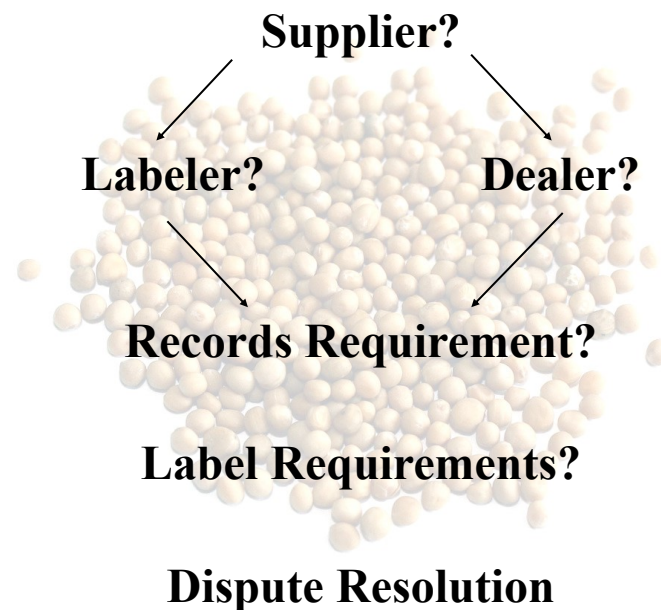 Supplier?
Labeler? Dealer?
Records Requirement?
Label Requirements?
Dispute Resolution